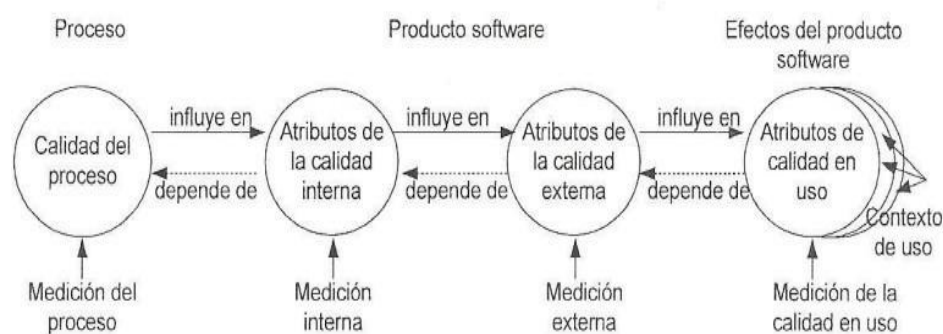 Proceso
Producto software
Efectos del producto
software
influye en
influye en
influye en
Calidad del
proceso
Atributos de
la calidad
interna
Atributos de
la calidad
externa
Atributos de
calidad en
uso
depende de
depende de
depende de
Contexto
de uso
Medición del
proceso
Medición
interna
Medición
externa
Medición de la
calidad en uso